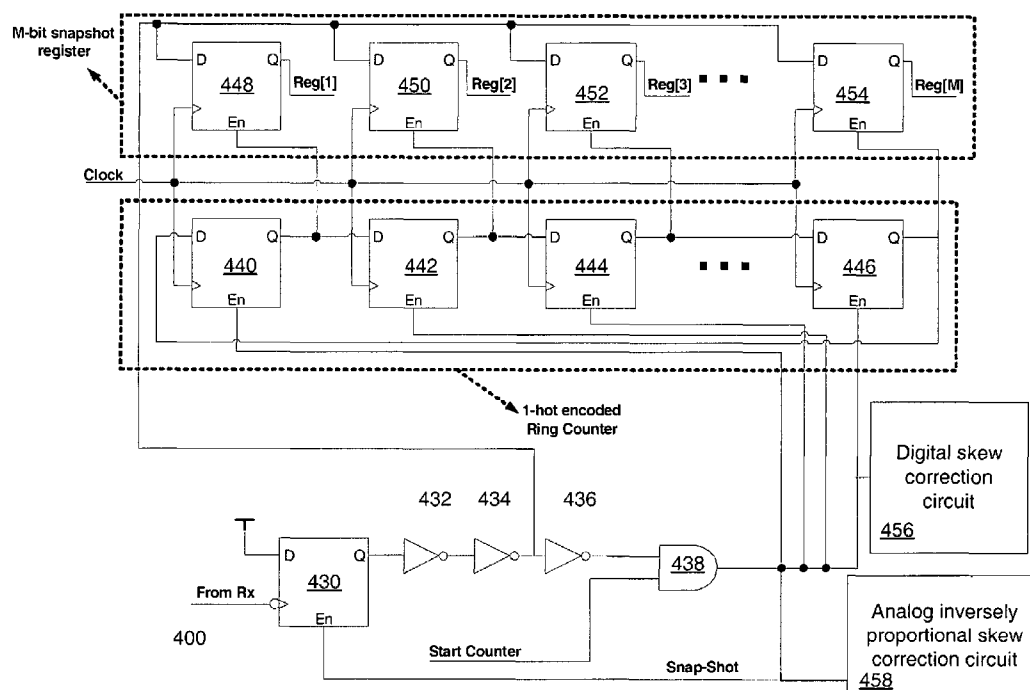 M-bit snapshot
register
D Q
448
En
Reg[1]
D Q
450
En
Reg[2]
D Q
452
En
Reg[3]
D Q
454
En
Reg[M]
Clock
D Q
440
En
D Q
442
En
D Q
444
En
D Q
446
En
1-hot encoded
Ring Counter
Digital skew
correction
circuit
456
432 434 436
D Q
430
En
438
From Rx
400
Start Counter
Snap-Shot
Analog inversely
proportional skew
correction circuit
458